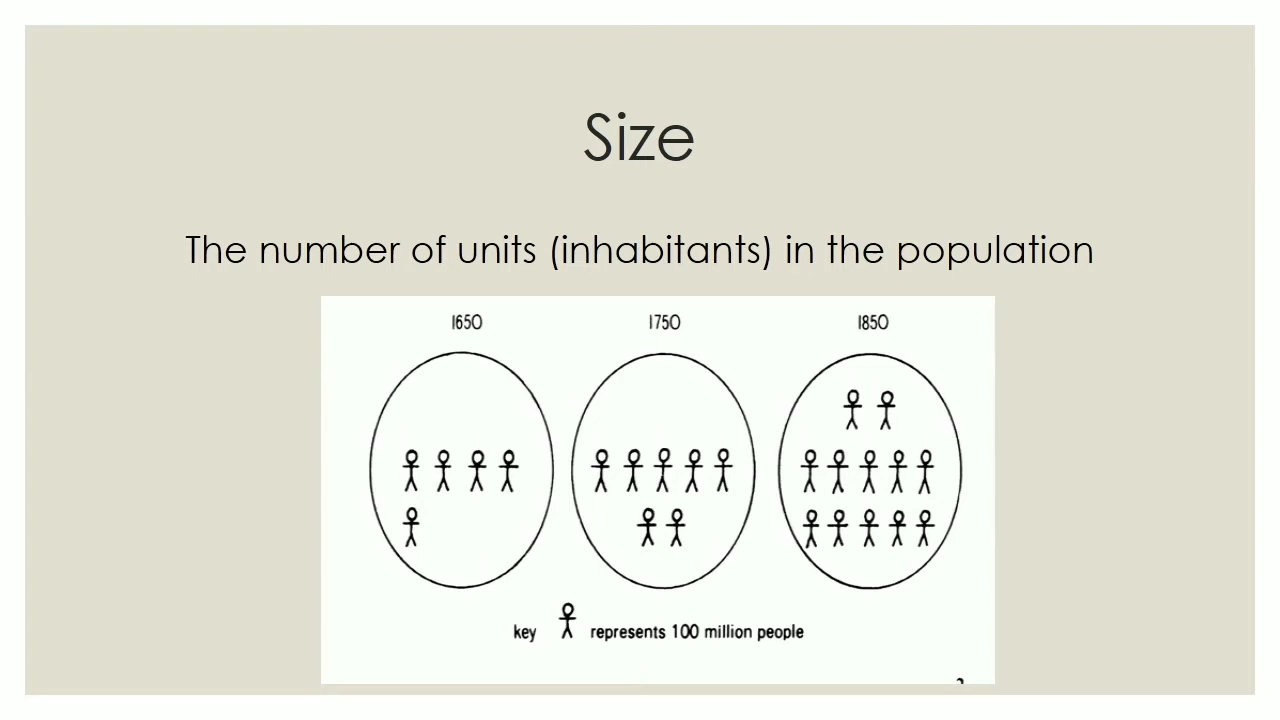 Size
The number of units (inhabitants) in the population
1650 1750 1850
key represents 100 million people